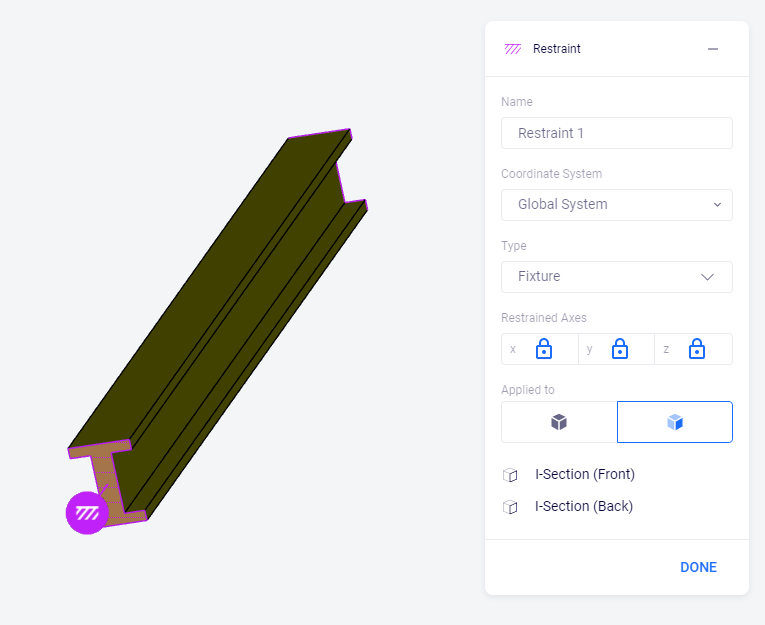 Restraint
Name
Restraint 1
Coordinate System
Global System
Type
Fixture
Restrained Axes
x y z
Applied to
I-Section (Front)
I-Section (Back)
DONE